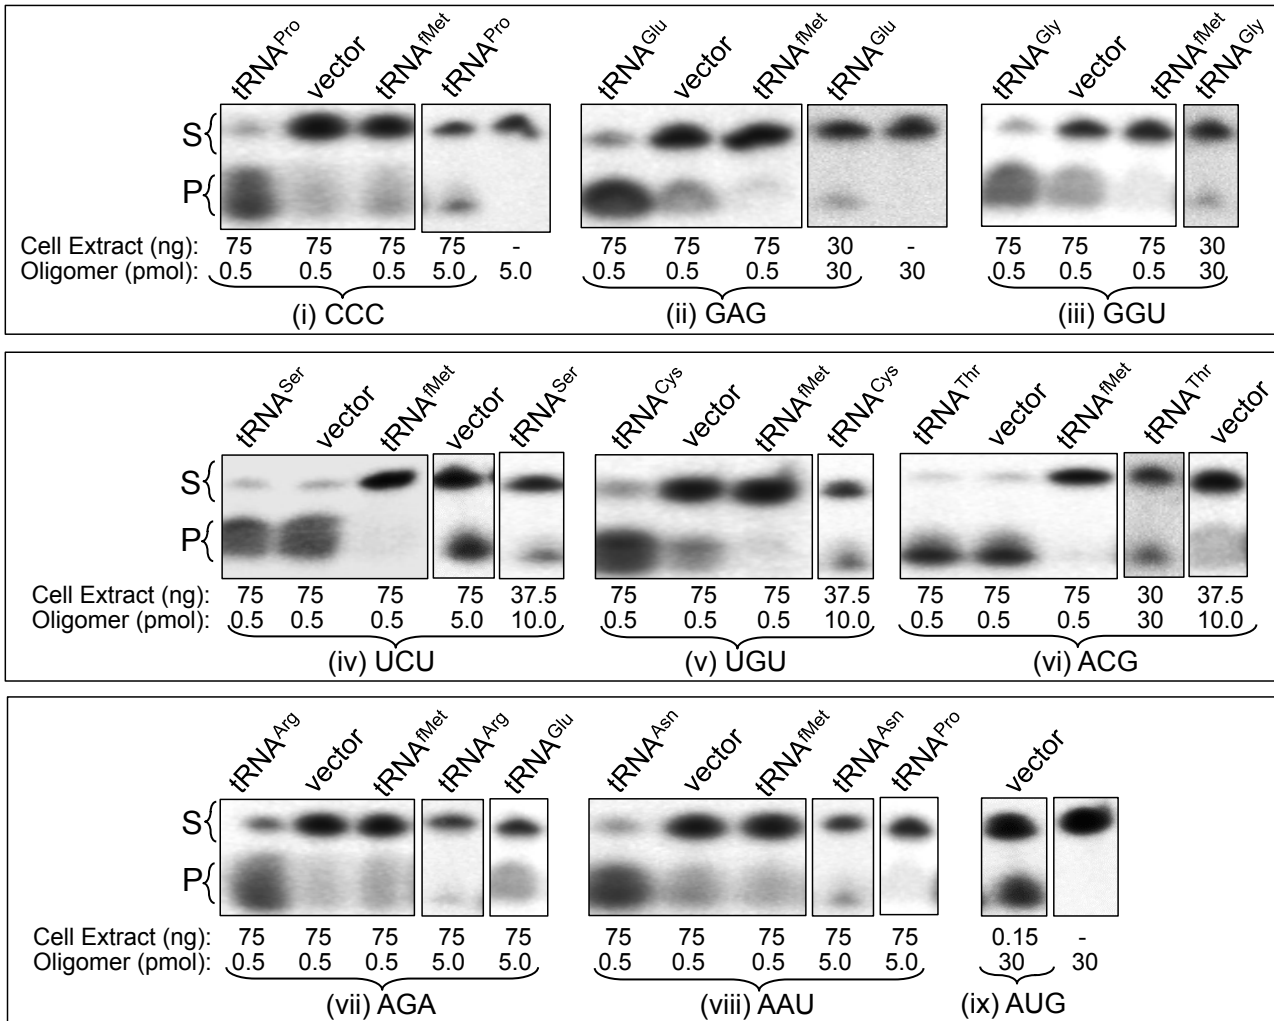 tRNAPro vector tRNAfMet tRNAPro tRNAGlu vector tRNAfMet tRNAGlu tRNAGly vector tRNAfMet tRNAGly
S{
P{
Cell Extract (ng): 75 75 75 75 - 75 75 75 30 - 75 75 75 30
Oligomer (pmol): 0.5 0.5 0.5 5.0 5.0 0.5 0.5 0.5 30 30 0.5 0.5 0.5 30
(i) CCC (ii) GAG (iii) GGU
tRNASer vector tRNAfMet vector tRNASer tRNACys vector tRNAfMet tRNACys tRNAThr vector tRNAfMet tRNAThr vector
S{
P{
Cell Extract (ng): 75 75 75 75 37.5 75 75 75 37.5 75 75 75 30 37.5
Oligomer (pmol): 0.5 0.5 0.5 5.0 10.0 0.5 0.5 0.5 10.0 0.5 0.5 0.5 30 10.0
(iv) UCU (v) UGU (vi) ACG
tRNAArg vector tRNAfMet tRNAArg tRNAGlu tRNAAsn vector tRNAfMet tRNAAsn tRNAPro vector
S{
P{
Cell Extract (ng): 75 75 75 75 75 75 75 75 75 75 0.15 -
Oligomer (pmol): 0.5 0.5 0.5 5.0 5.0 0.5 0.5 0.5 5.0 5.0 30 30
(vii) AGA (viii) AAU (ix) AUG